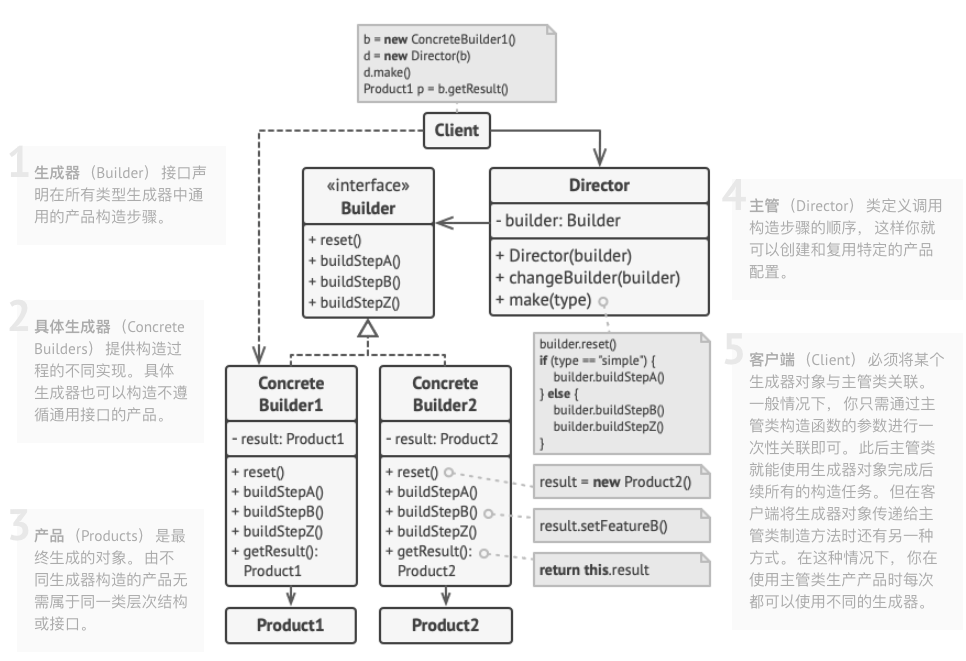 b = new ConcreteBuilder1()
d = new Director(b)
d.make()
Product1 p = b.getResult()
Client
1
生成器 （Builder） 接口声
明在所有类型生成器中通
用的产品构造步骤。
«interface»
Builder
+ reset()
+ buildStepA()
+ buildStepB()
+ buildStepZ()
Director
- builder: Builder
+ Director(builder)
+ changeBuilder(builder)
+ make(type)
4
主管 （Director） 类定义调用
构造步骤的顺序， 这样你就
可以创建和复用特定的产品
配置。
2
具体生成器 （Concrete
Builders） 提供构造过
程的不同实现。 具体
生成器也可以构造不遵
循通用接口的产品。
builder.reset()
if (type == "simple") {
builder.buildStepA()
} else {
builder.buildStepB()
builder.buildStepZ()
}
5
客户端 （Client） 必须将某个
生成器对象与主管类关联。
一般情况下， 你只需通过主
管类构造函数的参数进行一
次性关联即可。 此后主管类
就能使用生成器对象完成后
续所有的构造任务。 但在客
户端将生成器对象传递给主
管类制造方法时还有另一种
方式。 在这种情况下， 你在
使用主管类生产产品时每次
都可以使用不同的生成器。
Concrete
Builder1
- result: Product1
+ reset()
+ buildStepA()
+ buildStepB()
+ buildStepZ()
+ getResult():
Product1
Concrete
Builder2
- result: Product2
+ reset()
+ buildStepA()
+ buildStepB()
+ buildStepZ()
+ getResult():
Product2
result = new Product2()
result.setFeatureB()
return this.result
3
产品 （Products） 是最
终生成的对象。 由不
同生成器构造的产品无
需属于同一类层次结构
或接口。
Product1
Product2